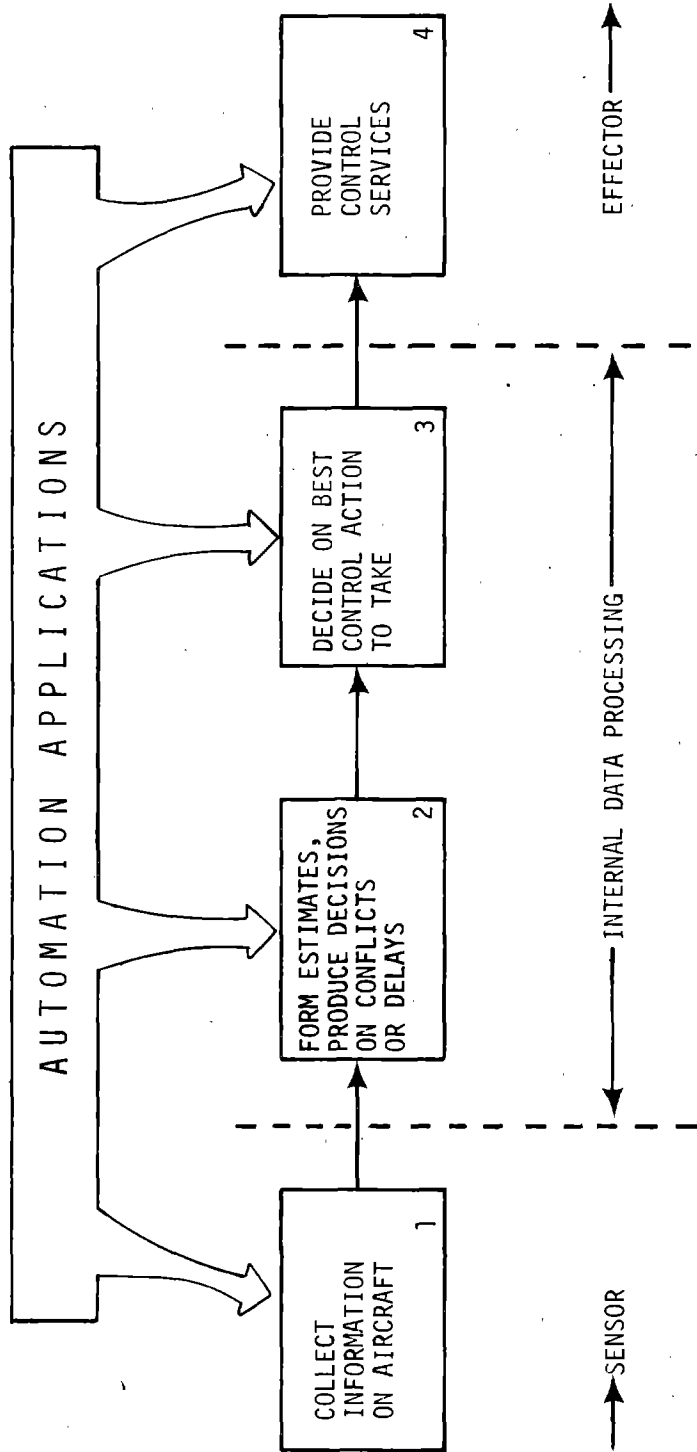 AUTOMATION APPLICATIONS
COLLECT
INFORMATION
ON AIRCRAFT
1
FORM ESTIMATES,
PRODUCE DECISIONS
ON CONFLICTS
OR DELAYS
2
DECIDE ON BEST
CONTROL ACTION
TO TAKE
3
PROVIDE
CONTROL
SERVICES
4
SENSOR
INTERNAL DATA PROCESSING
EFFECTOR